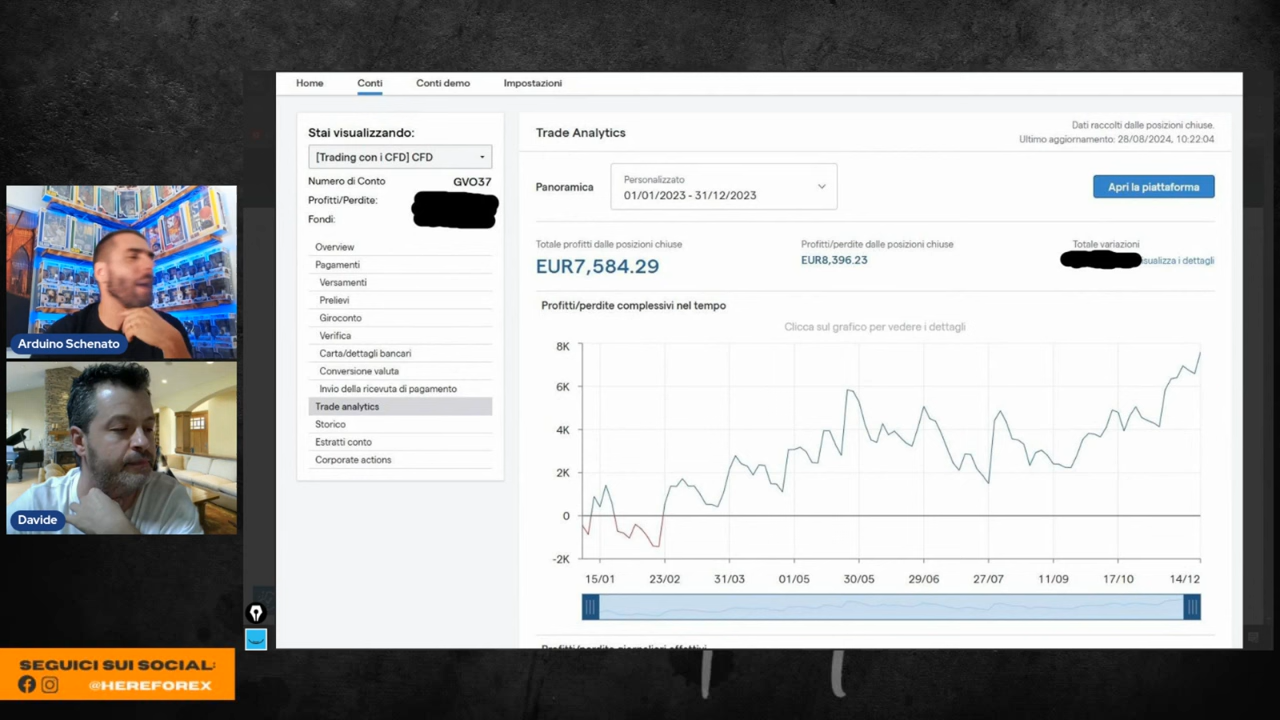 Home Conti Conti demo Impostazioni
Stai visualizzando:
[Trading con i CFD] CFD
Numero di Conto GVO37
Profitti/Perdite:
Fondi:
Overview
Pagamenti
Versamenti
Prelievi
Giroconto
Verifica
Carta/dettagli bancari
Conversione valuta
Invio della ricevuta di pagamento
Trade analytics
Storico
Estratti conto
Corporate actions
Trade Analytics
Dati raccolti dalle posizioni chiuse.
Ultimo aggiornamento: 28/08/2024, 10:22:04
Panoramica
Personalizzato
01/01/2023 - 31/12/2023
Apri la piattaforma
Totale profitti dalle posizioni chiuse
EUR7,584.29
Profitti/perdite dalle posizioni chiuse
EUR8,396.23
Totale variazioni
sualizza i dettagli
Profitti/perdite complessivi nel tempo
Clicca sul grafico per vedere i dettagli
8K
6K
4K
2K
0
-2K
15/01 23/02 31/03 01/05 30/05 29/06 27/07 11/09 17/10 14/12
Profitti/perdite giornalieri effettivi
Arduino Schenato
Davide
SEGUICI SUI SOCIAL:
@HEREFOREX